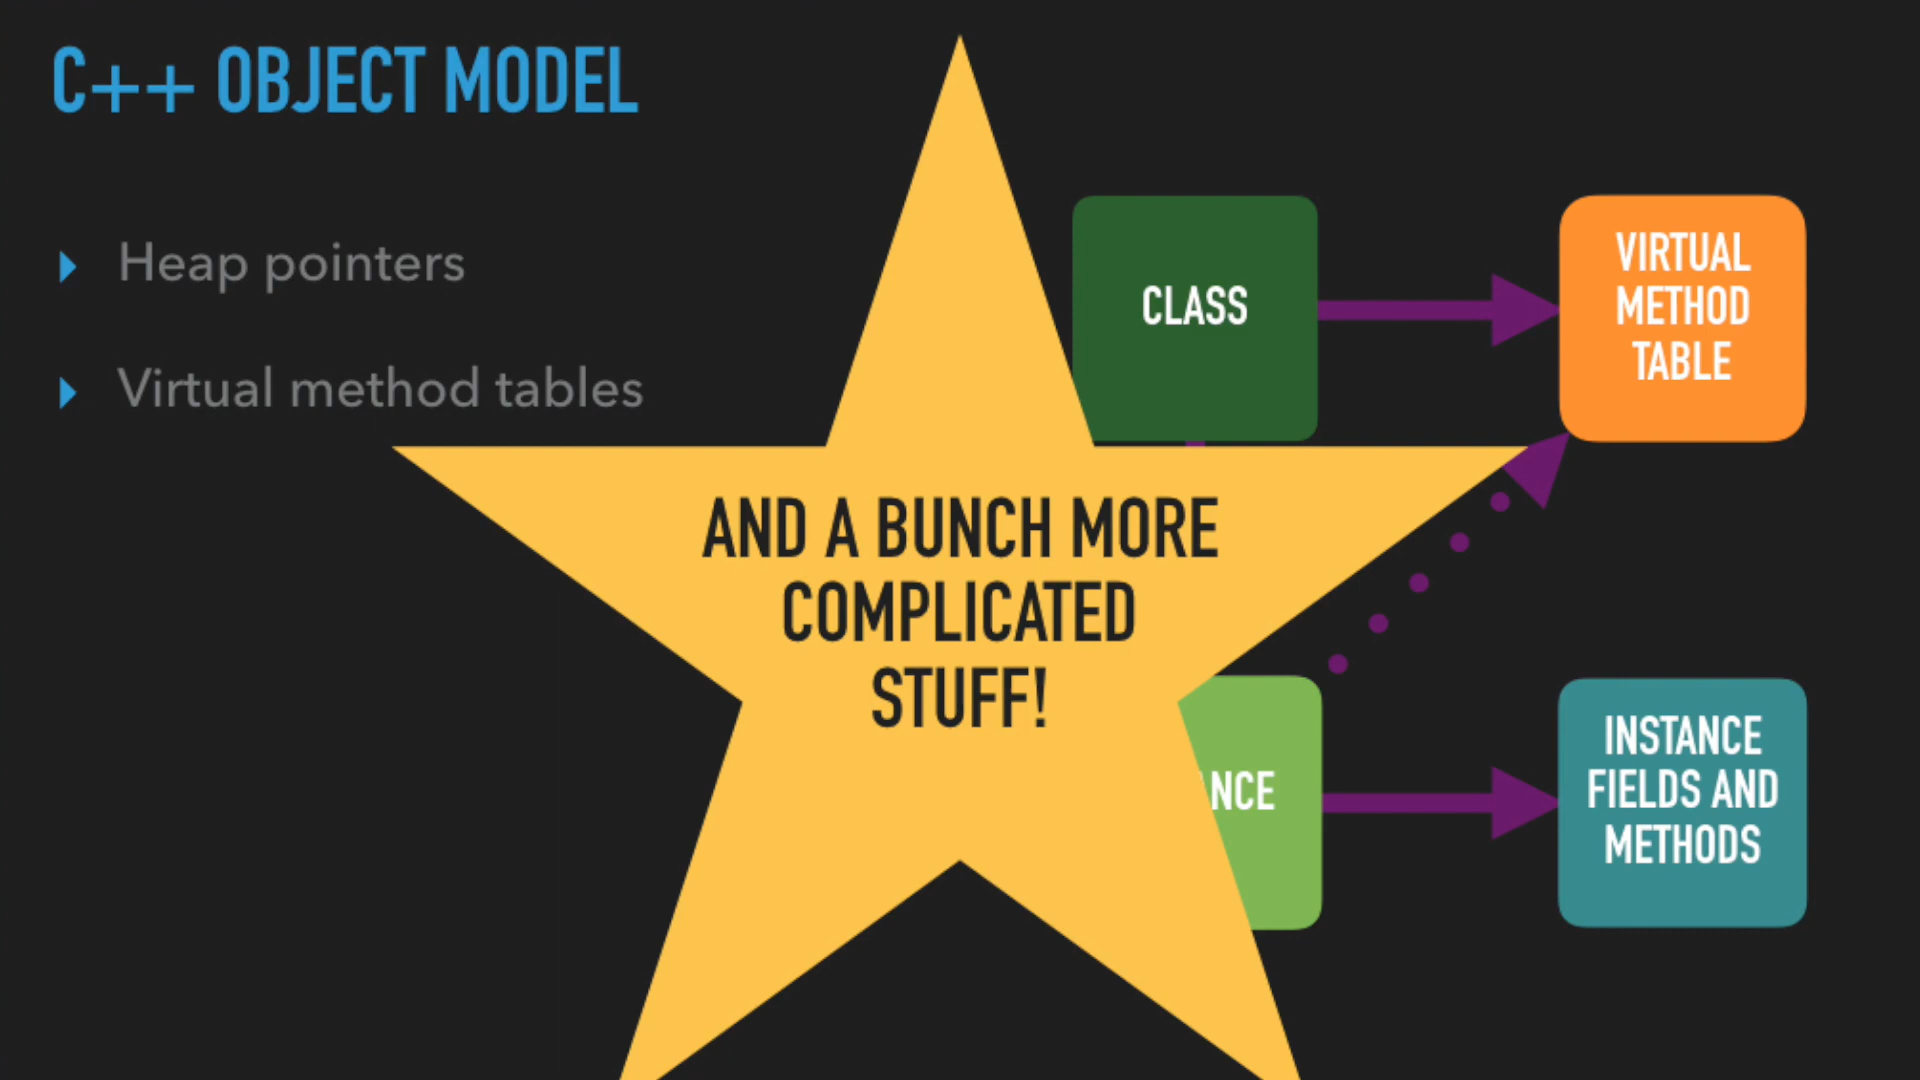 C++ OBJECT MODEL
Heap pointers
Virtual method tables
AND A BUNCH MORE
COMPLICATED
STUFF!
CLASS
VIRTUAL
METHOD
TABLE
NCE
INSTANCE
FIELDS AND
METHODS